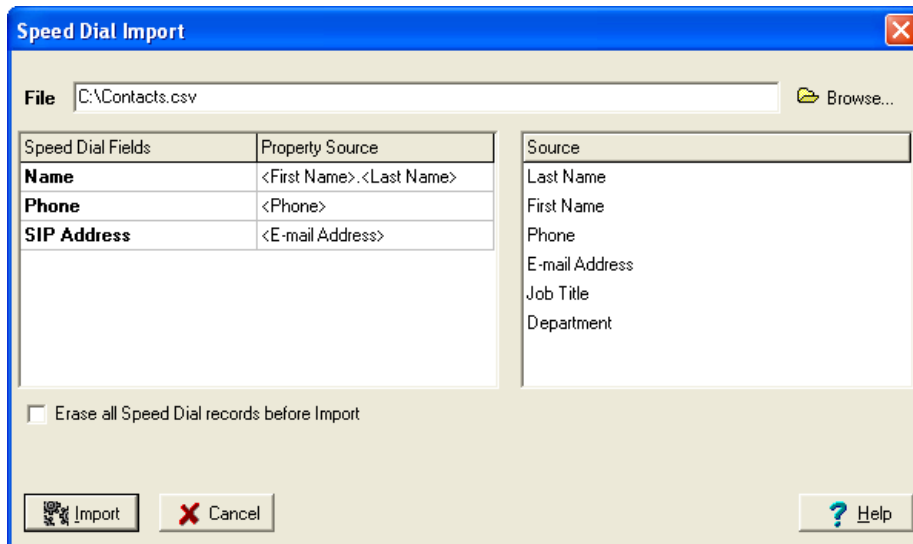 Speed Dial Import
File C:\Contacts.csv Browse...
Speed Dial Fields Property Source
Name <First Name>.<Last Name>
Phone <Phone>
SIP Address <E-mail Address>
Source
Last Name
First Name
Phone
E-mail Address
Job Title
Department
Erase all Speed Dial records before Import
Import Cancel Help